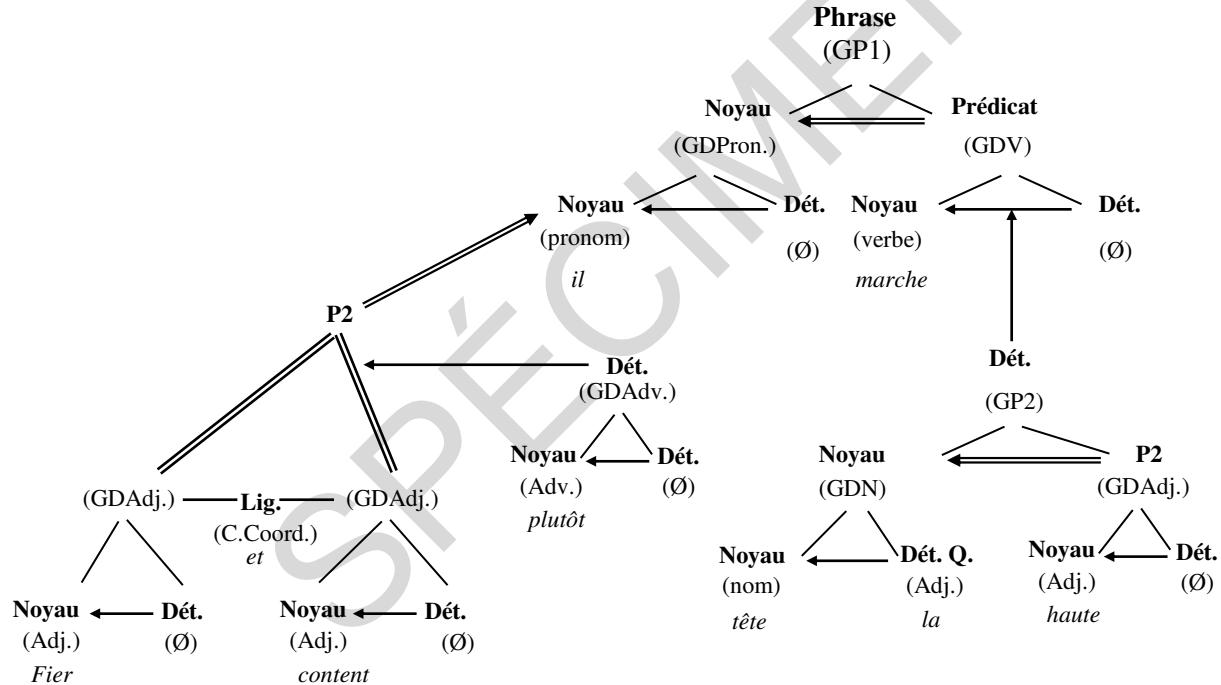 Phrase
(GP1)
Noyau
Prédicat
(GDPron.)
(GDV)
Noyau
Dét.
Noyau
Dét.
(pronom)
(Ø)
(verbe)
(Ø)
il
marche
P2
Dét.
(GDAdv.)
Dét.
(GP2)
Noyau
Dét.
(Adv.)
(Ø)
plutôt
Noyau
P2
(GDN)
(GDAdj.)
(GDAdj.)
Lig.
(GDAdj.)
(C.Coord.)
et
Noyau
Dét. Q.
Noyau
Dét.
(nom)
(Adj.)
(Adj.)
(Ø)
tête
la
haute
Noyau
Dét.
Noyau
Dét.
(Adj.)
(Ø)
(Adj.)
(Ø)
Fier
content
SPÉCIMEN